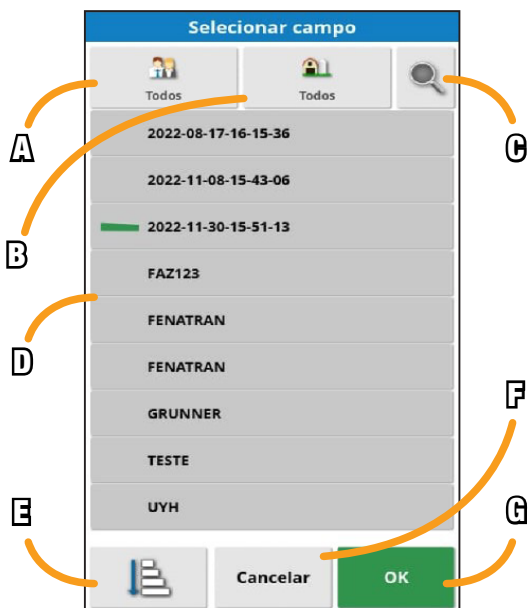 Selecionar campo
Todos
Todos
A
C
2022-08-17-16-15-36
2022-11-08-15-43-06
2022-11-30-15-51-13
B
FAZ123
FENATRAN
D
FENATRAN
F
GRUNNER
TESTE
UYH
E
G
Cancelar
OK